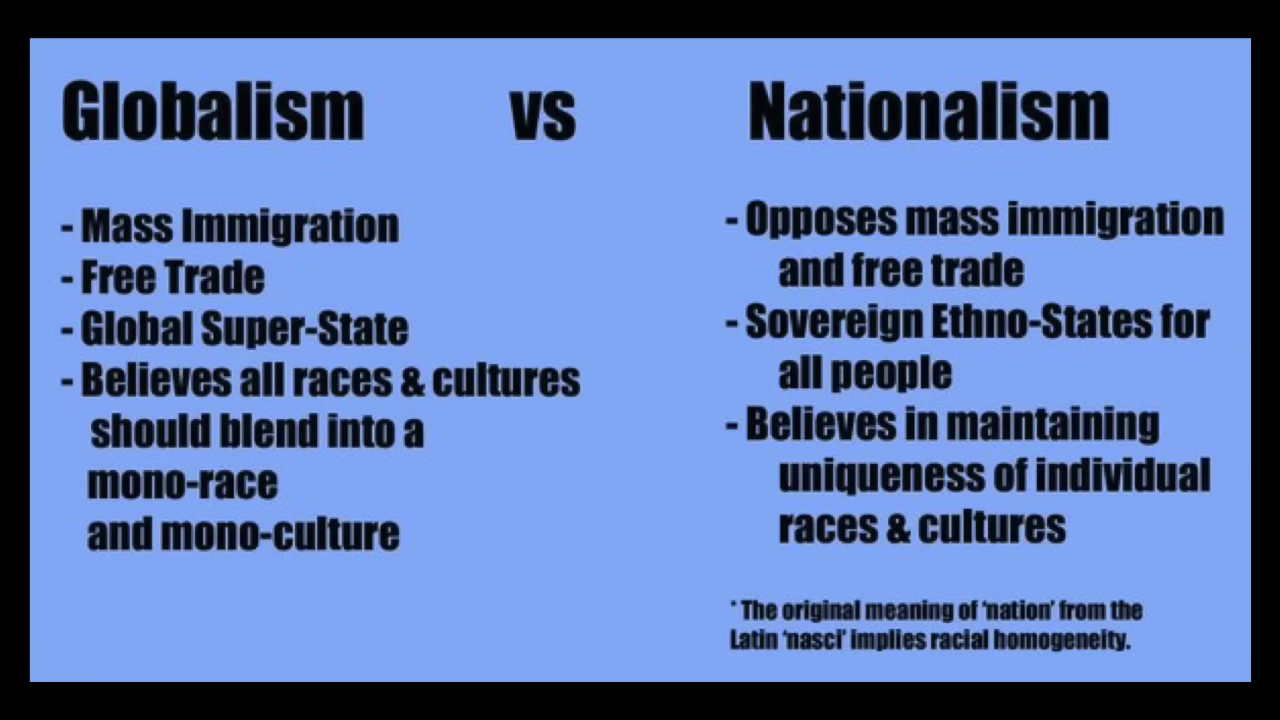 Globalism vs Nationalism
- Mass Immigration
- Free Trade
- Global Super-State
- Believes all races & cultures
should blend into a
mono-race
and mono-culture
- Opposes mass immigration
and free trade
- Sovereign Ethno-States for
all people
- Believes in maintaining
uniqueness of individual
races & cultures
* The original meaning of 'nation' from the
Latin 'nasci' implies racial homogeneity.